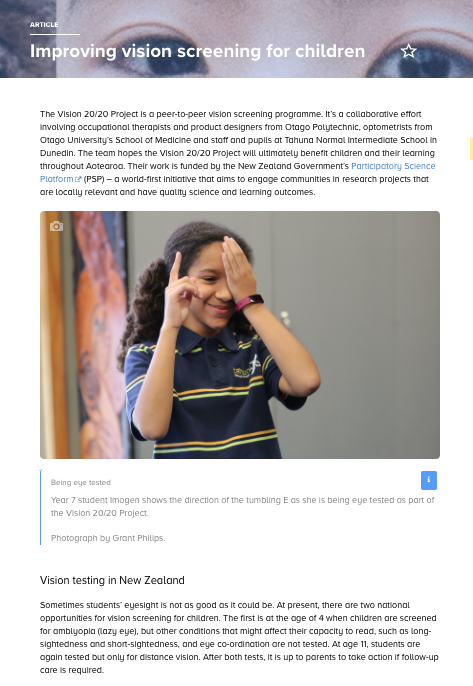 ARTICLE
Improving vision screening for children
The Vision 20/20 Project is a peer-to-peer vision screening programme. It's a collaborative effort
involving occupational therapists and product designers from Otago Polytechnic, optometrists from
Otago University's School of Medicine and staff and pupils at Tahuna Normal Intermediate School in
Dunedin. The team hopes the Vision 20/20 Project will ultimately benefit children and their learning
throughout Aotearoa. Their work is funded by the New Zealand Government's Participatory Science
Platform (PSP) – a world-first initiative that aims to engage communities in research projects that
are locally relevant and have quality science and learning outcomes.
Being eye tested
i
Year 7 student Imogen shows the direction of the tumbling E as she is being eye tested as part of
the Vision 20/20 Project.
Photograph by Grant Philips.
Vision testing in New Zealand
Sometimes students' eyesight is not as good as it could be. At present, there are two national
opportunities for vision screening for children. The first is at the age of 4 when children are screened
for amblyopia (lazy eye), but other conditions that might affect their capacity to read, such as long-
sightedness and short-sightedness, and eye co-ordination are not tested. At age 11, students are
again tested but only for distance vision. After both tests, it is up to parents to take action if follow-up
care is required.